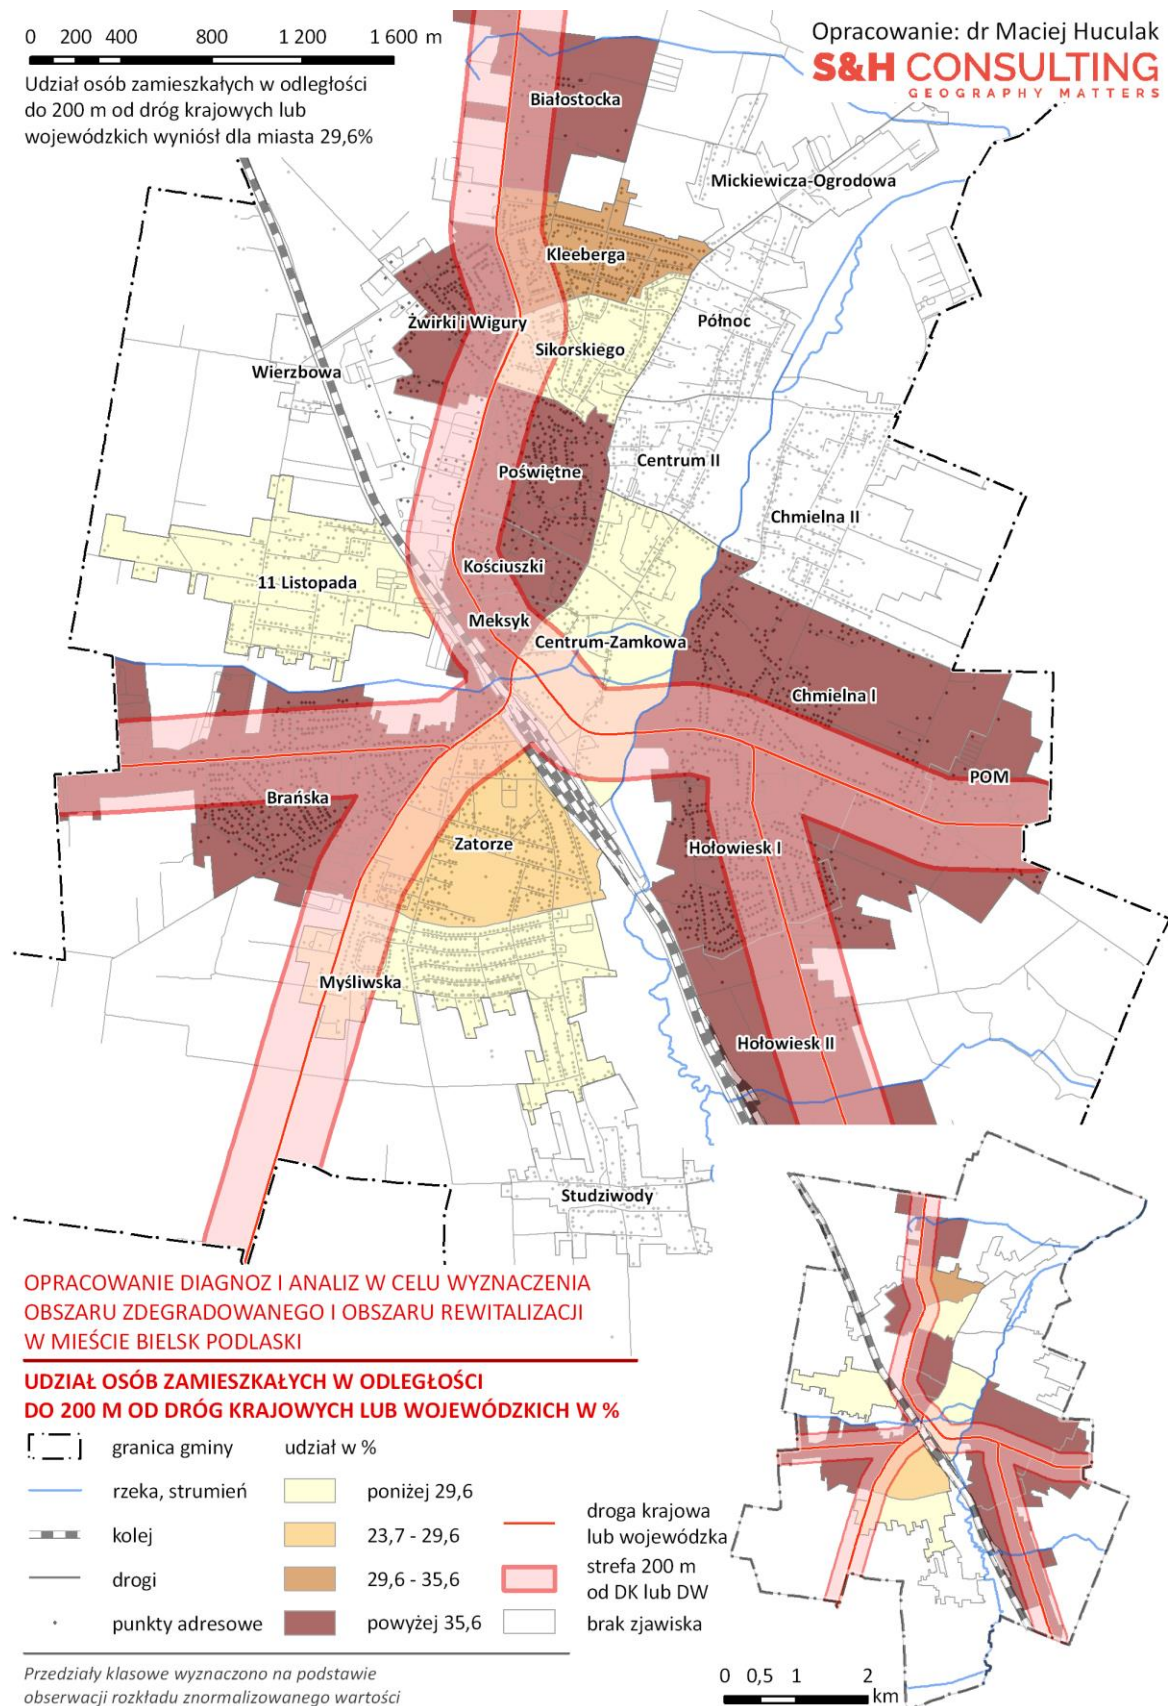 0 200 400 800 1 200 1 600 m
Udział osób zamieszkałych w odległości
do 200 m od dróg krajowych lub
wojewódzkich wyniósł dla miasta 29,6%
Opracowanie: dr Maciej Huculak
S&H CONSULTING
GEOGRAPHY MATTERS
Białostocka
Mickiewicza-Ogrodowa
Kleeberga
Żwirki i Wigury
Północ
Sikorskiego
Wierzbowa
Poświętne
Centrum II
Chmielna II
Kościuszki
11 Listopada
Meksyk
Centrum-Zamkowa
Chmielna I
POM
Brańska
Zatorze
Hołowiesk I
Myśliwska
Hołowiesk II
Studziwody
OPRACOWANIE DIAGNOZ I ANALIZ W CELU WYZNACZENIA
OBSZARU ZDEGRADOWANEGO I OBSZARU REWITALIZACJI
W MIEŚCIE BIELSK PODLASKI
UDZIAŁ OSÓB ZAMIESZKAŁYCH W ODLEGŁOŚCI
DO 200 M OD DRÓG KRAJOWYCH LUB WOJEWÓDZKICH W %
granica gminy
rzeka, strumień
kolej
drogi
punkty adresowe
udział w %
poniżej 29,6
23,7 - 29,6
29,6 - 35,6
powyżej 35,6
droga krajowa
lub wojewódzka
strefa 200 m
od DK lub DW
brak zjawiska
Przedziały klasowe wyznaczono na podstawie
obserwacji rozkładu znormalizowanego wartości
0 0,5 1 2
km